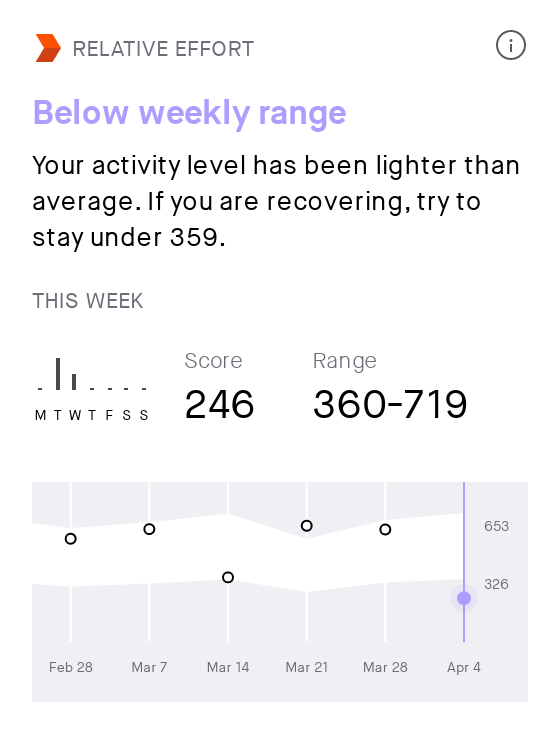 RELATIVE EFFORT
Below weekly range
Your activity level has been lighter than
average. If you are recovering, try to
stay under 359.
THIS WEEK
Score
Range
246
360-719
M T W T F S S
653
326
Feb 28
Mar 7
Mar 14
Mar 21
Mar 28
Apr 4